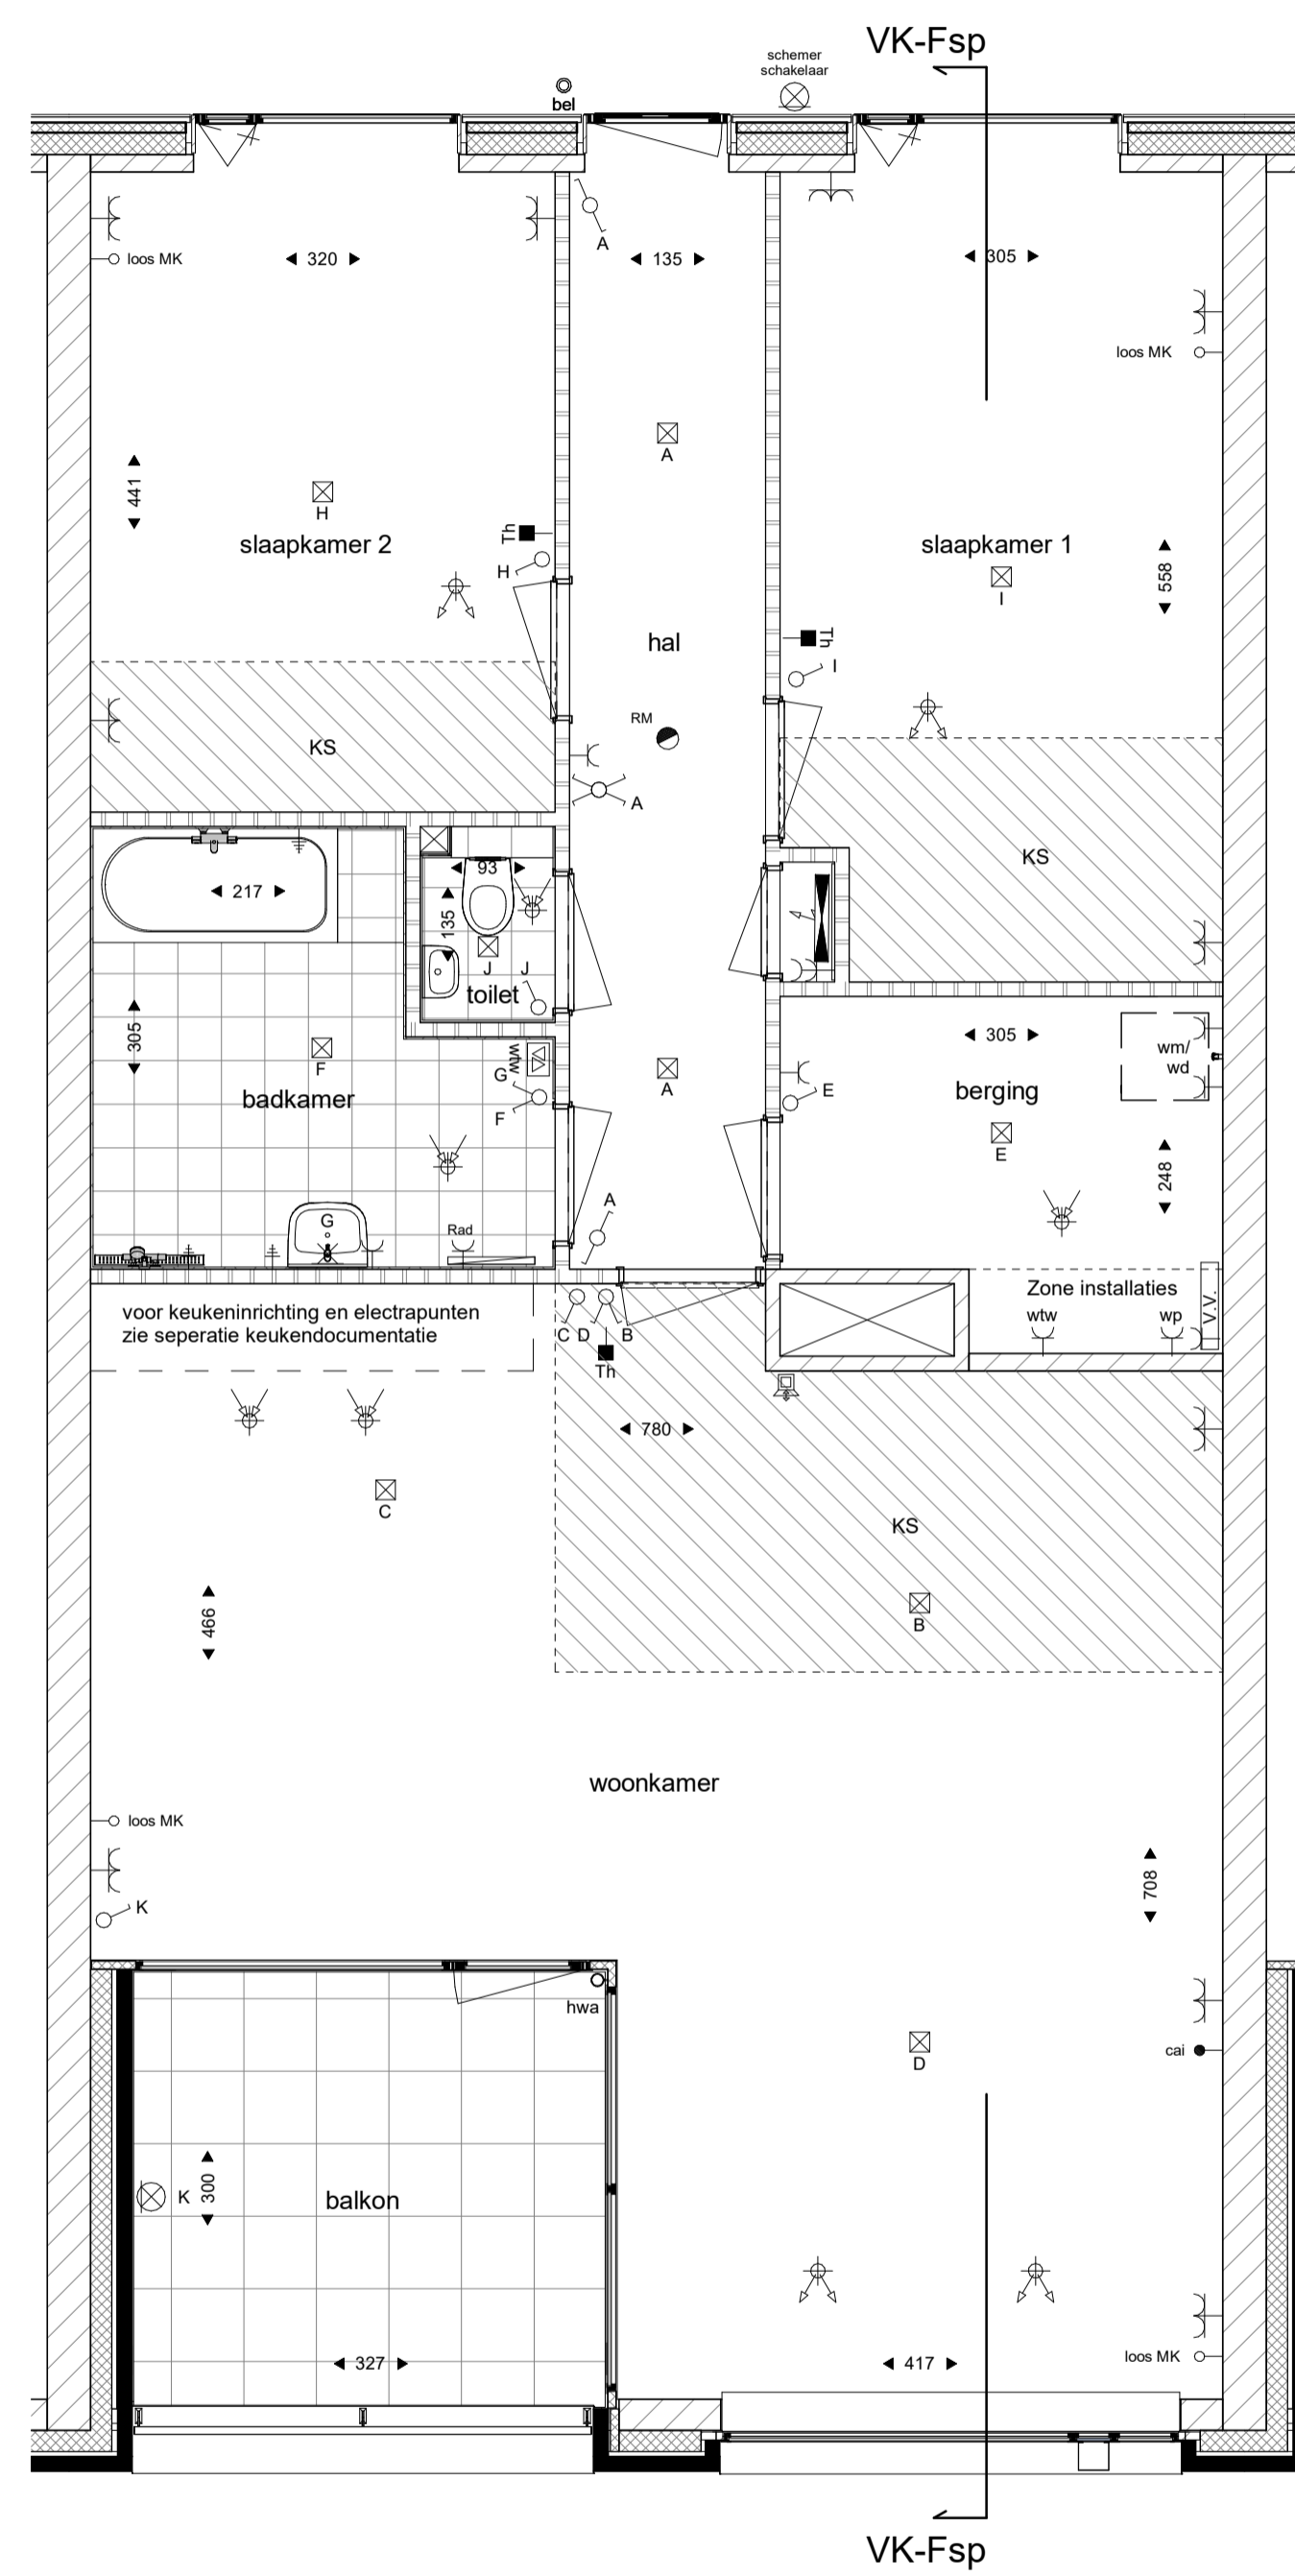 VK-Fsp
schemer
schakelaar
bel
A
loos MK
320
135
305
loos MK
A
441
H
slaapkamer 2
Th
H
slaapkamer 1
I
558
hal
Th
I
RM
KS
A
KS
93
217
135
J
J
toilet
305
F
wtw
G
F
badkamer
A
305
wm/
wd
E
berging
E
248
A
G
Rad
Zone installaties
wtw
wp
V.V.
voor keukeninrichting en electrapunten
zie seperatie keukendocumentatie
C
D
B
Th
780
C
KS
466
B
woonkamer
loos MK
K
708
hwa
D
cai
K
300
balkon
327
417
loos MK
VK-Fsp